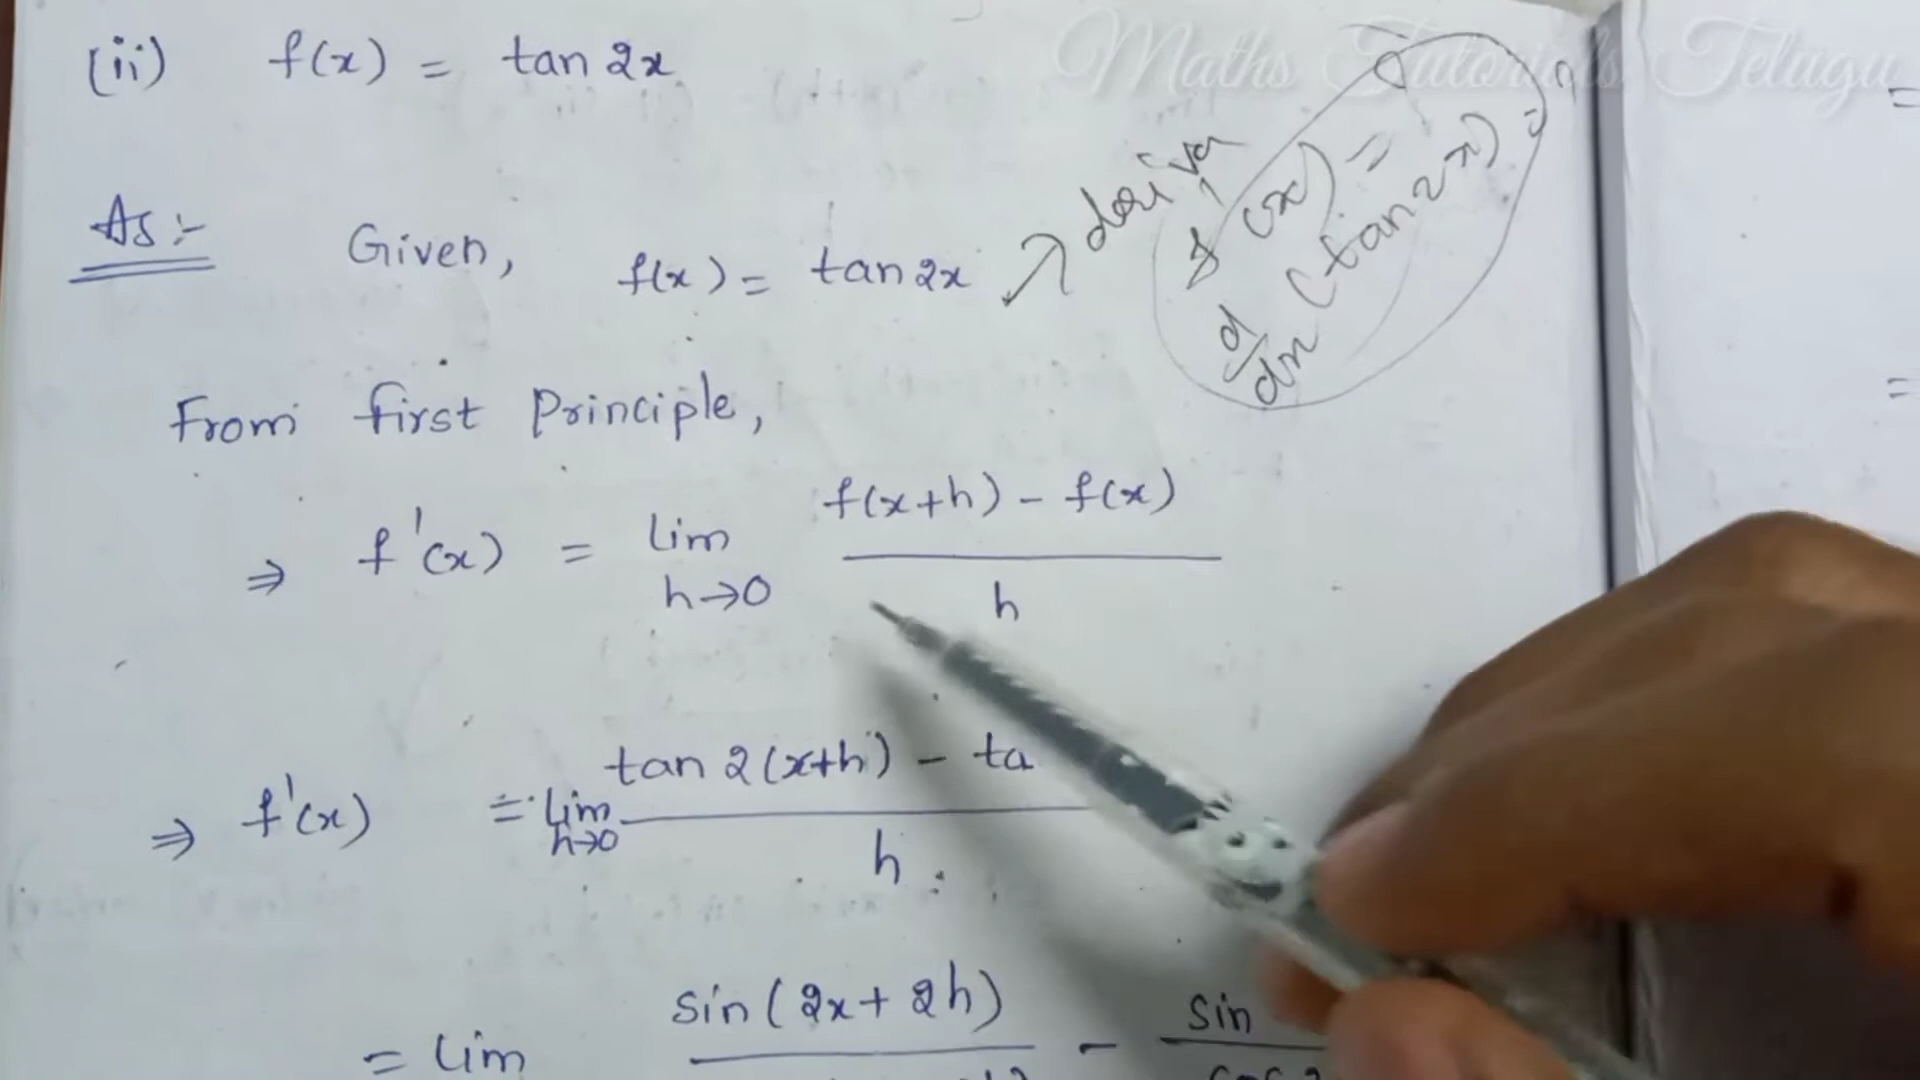 Maths Tutorials Telugu
(ii) f(x) = tan 2x
As :- Given, f(x) = tan 2x
deriva
f'(x) =
d/dx (tan 2x) =
From first Principle,
⇒ f'(x) = lim h→0 f(x+h) - f(x) / h
⇒ f'(x) = lim h→0 tan 2(x+h) - ta / h
= lim sin(2x + 2h) - sin